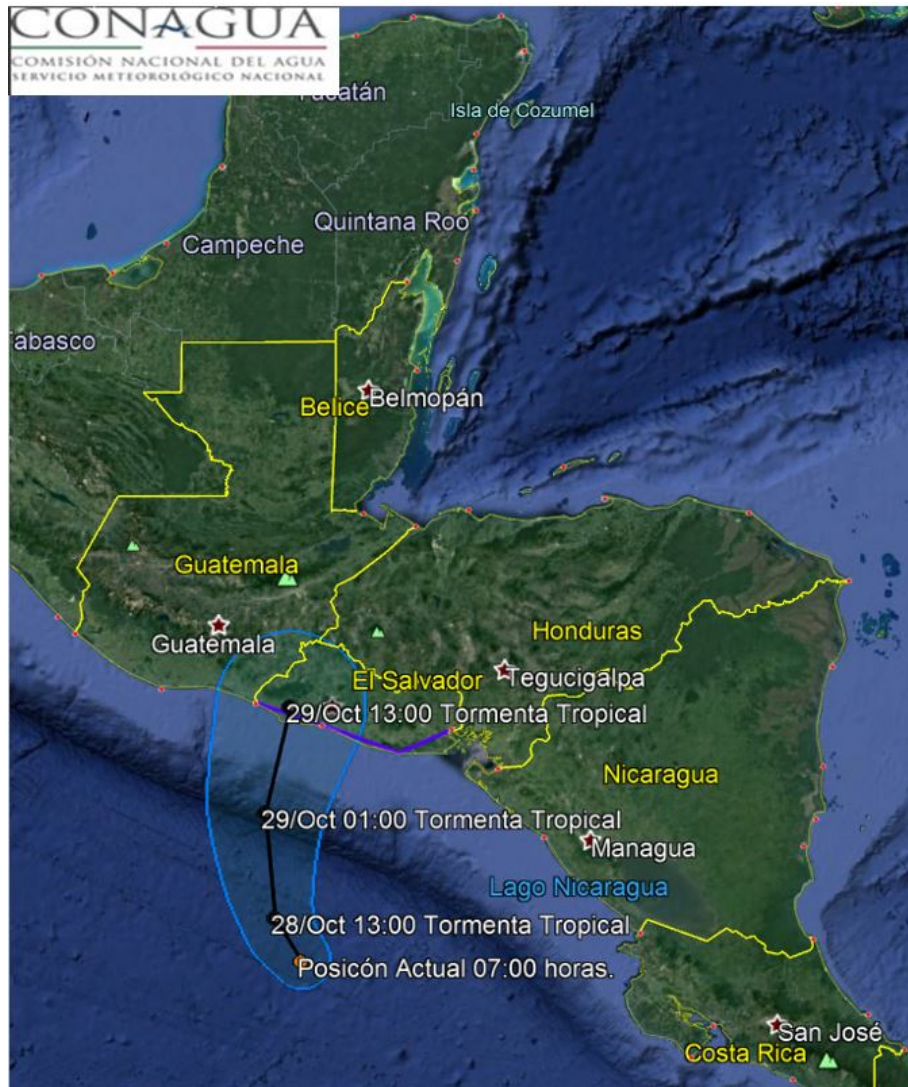 CONAGUA
COMISIÓN NACIONAL DEL AGUA
SERVICIO METEOROLÓGICO NACIONAL
Yucatán
Isla de Cozumel
Quintana Roo
Campeche
abasco
Belmopán
Belice
Guatemala
Honduras
Guatemala
El Salvador
Tegucigalpa
29/Oct 13:00 Tormenta Tropical
Nicaragua
29/Oct 01:00 Tormenta Tropical
Managua
Lago Nicaragua
28/Oct 13:00 Tormenta Tropical
Posicón Actual 07:00 horas.
San José
Costa Rica